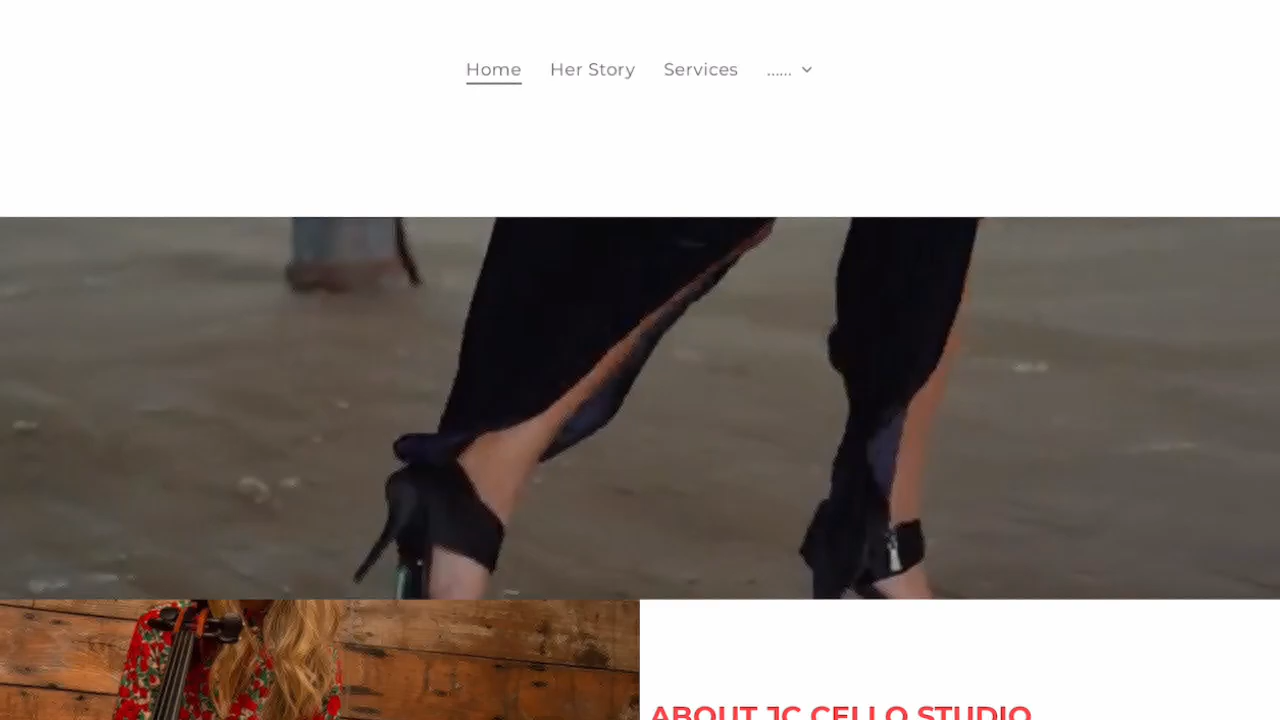 Home Her Story Services ......
ABOUT JC CELLO STUDIO